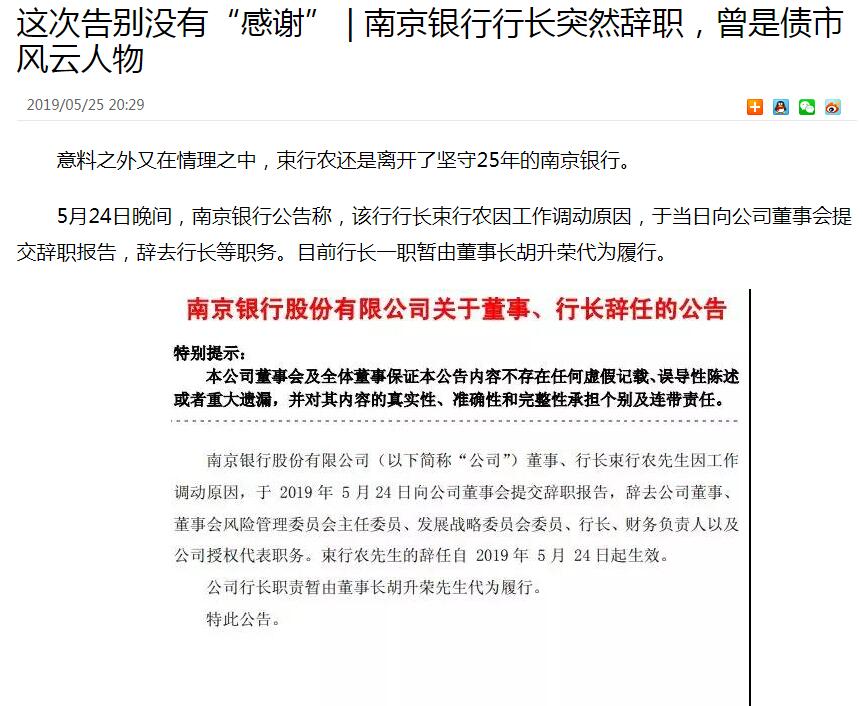 这次告别没有“感谢” | 南京银行行长突然辞职，曾是债市
风云人物
2019/05/25 20:29
意料之外又在情理之中，束行农还是离开了坚守25年的南京银行。
5月24日晚间，南京银行公告称，该行行长束行农因工作调动原因，于当日向公司董事会提
交辞职报告，辞去行长等职务。目前行长一职暂由董事长胡升荣代为履行。
南京银行股份有限公司关于董事、行长辞任的公告
特别提示：
本公司董事会及全体董事保证本公告内容不存在任何虚假记载、误导性陈述
或者重大遗漏，并对其内容的真实性、准确性和完整性承担个别及连带责任。
南京银行股份有限公司（以下简称“公司”）董事、行长束行农先生因工作
调动原因，于 2019 年 5 月 24 日向公司董事会提交辞职报告，辞去公司董事、
董事会风险管理委员会主任委员、发展战略委员会委员、行长、财务负责人以及
公司授权代表职务。束行农先生的辞任自 2019 年 5 月 24 日起生效。
公司行长职责暂由董事长胡升荣先生代为履行。
特此公告。